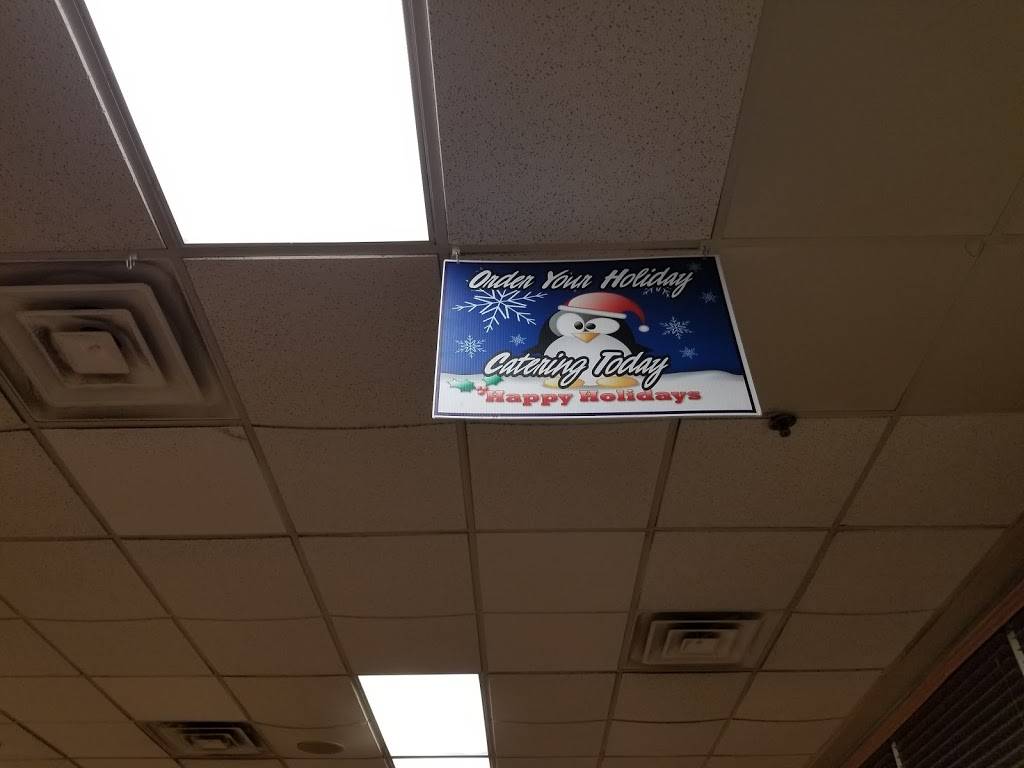 Order Your Holiday
Catering Today
Happy Holidays